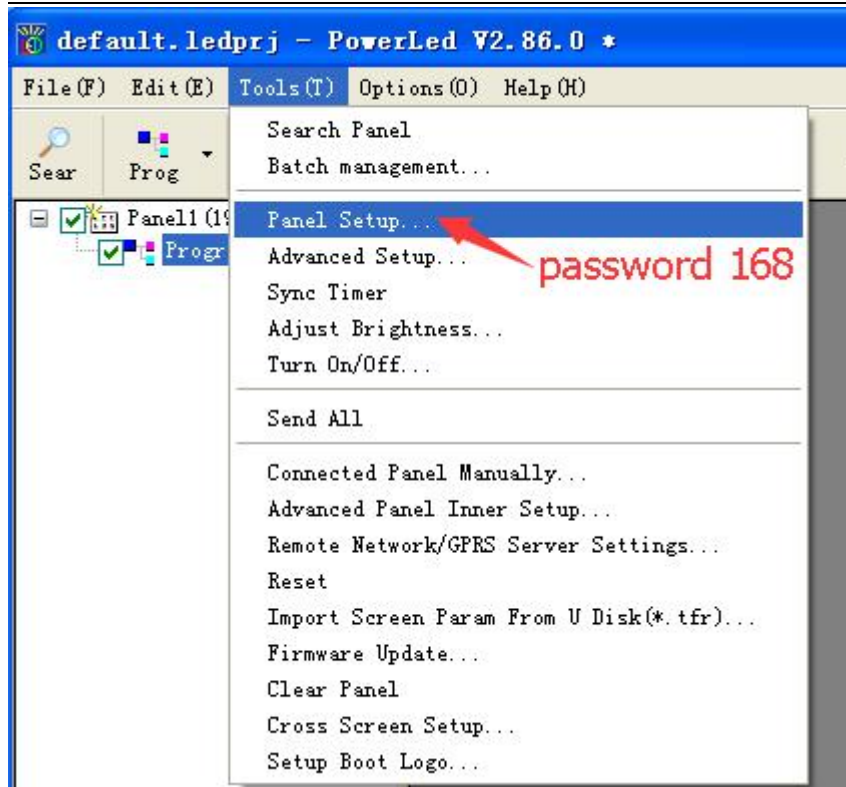 default.ledprj - PowerLed V2.86.0 *
File(F) Edit(E) Tools(T) Options(O) Help(H)
Sear Prog
Search Panel
Batch management...
Panel1 (19
Progr
Panel Setup...
password 168
Advanced Setup...
Sync Timer
Adjust Brightness...
Turn On/Off...
Send All
Connected Panel Manually...
Advanced Panel Inner Setup...
Remote Network/GPRS Server Settings...
Reset
Import Screen Param From U Disk(*.tfr)...
Firmware Update...
Clear Panel
Cross Screen Setup...
Setup Boot Logo...